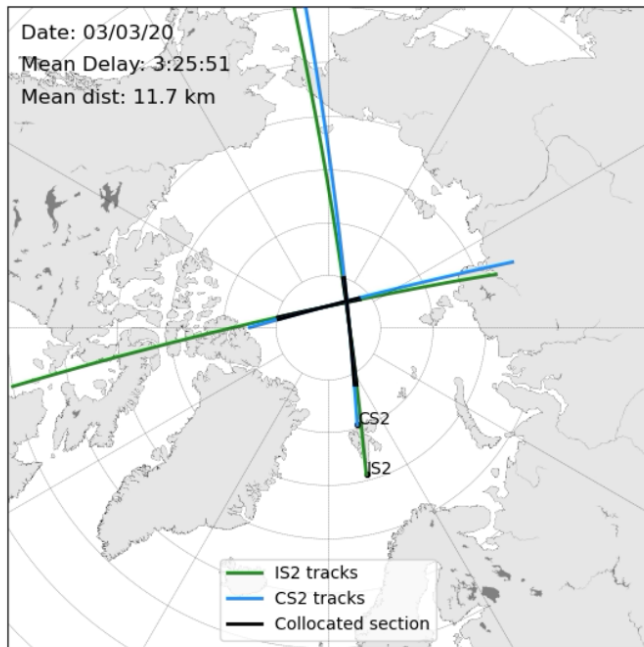 Date: 03/03/20
Mean Delay: 3:25:51
Mean dist: 11.7 km
CS2
IS2
IS2 tracks
CS2 tracks
Collocated section